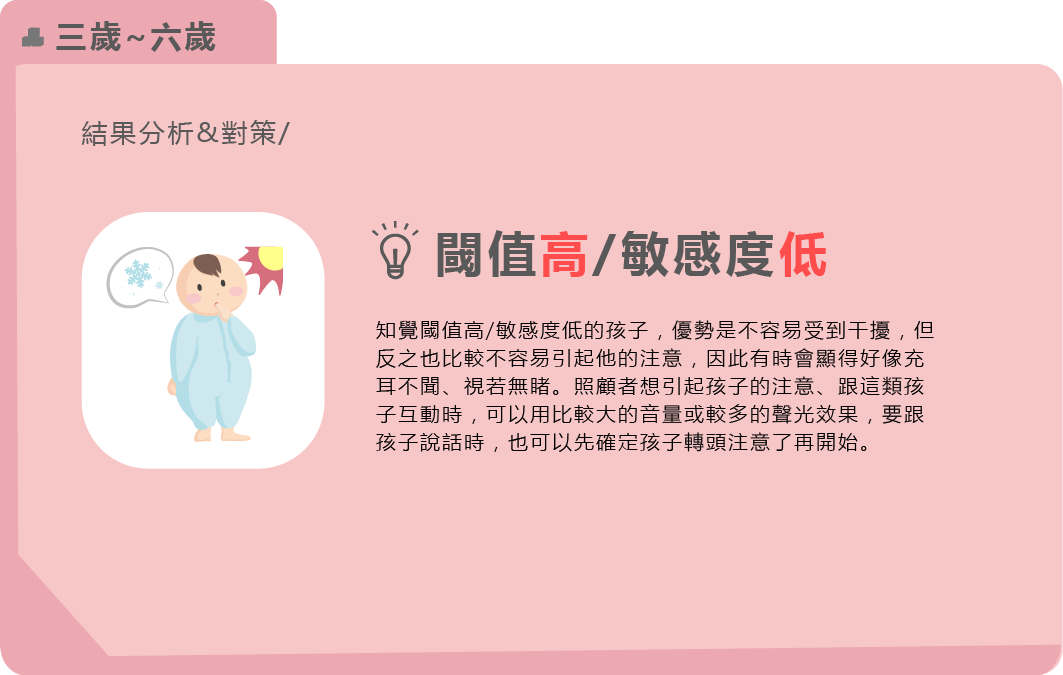 三歲~六歲
結果分析&對策/
閾值高/敏感度低
知覺閾值高/敏感度低的孩子，優勢是不容易受到干擾，但
反之也比較不容易引起他的注意，因此有時會顯得好像充
耳不聞、視若無睹。照顧者想引起孩子的注意、跟這類孩
子互動時，可以用比較大的音量或較多的聲光效果，要跟
孩子說話時，也可以先確定孩子轉頭注意了再開始。